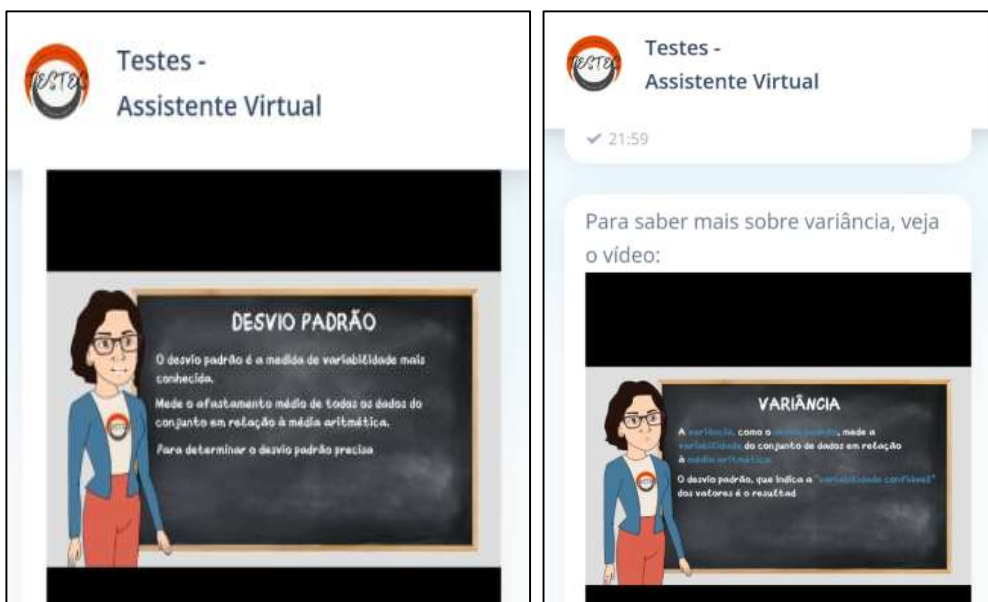 TESTES
Testes -
Assistente Virtual
DESVIO PADRÃO
O desvio padrão é a medida de variabilidade mais
conhecida.
Mede o afastamento médio de todos os dados do
conjunto em relação à média aritmética.
Para determinar o desvio padrão precisa
TESTES
Testes -
Assistente Virtual
21:59
Para saber mais sobre variância, veja
o vídeo:
VARIÂNCIA
A variância, como o desvio padrão, mede a
variabilidade do conjunto de dados em relação
à média aritmética.
O desvio padrão, que indica a "variabilidade confiável"
dos valores é o resultad